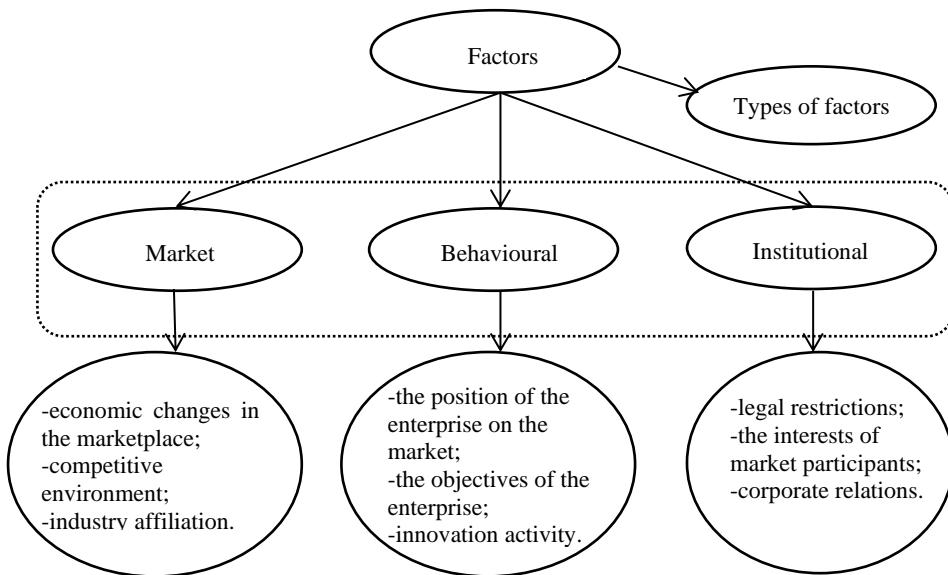 Factors
Types of factors
Market
Behavioural
Institutional
-economic changes in
the marketplace;
-competitive
environment;
-industry affiliation.
-the position of the
enterprise on the
market;
-the objectives of the
enterprise;
-innovation activity.
-legal restrictions;
-the interests of
market participants;
-corporate relations.